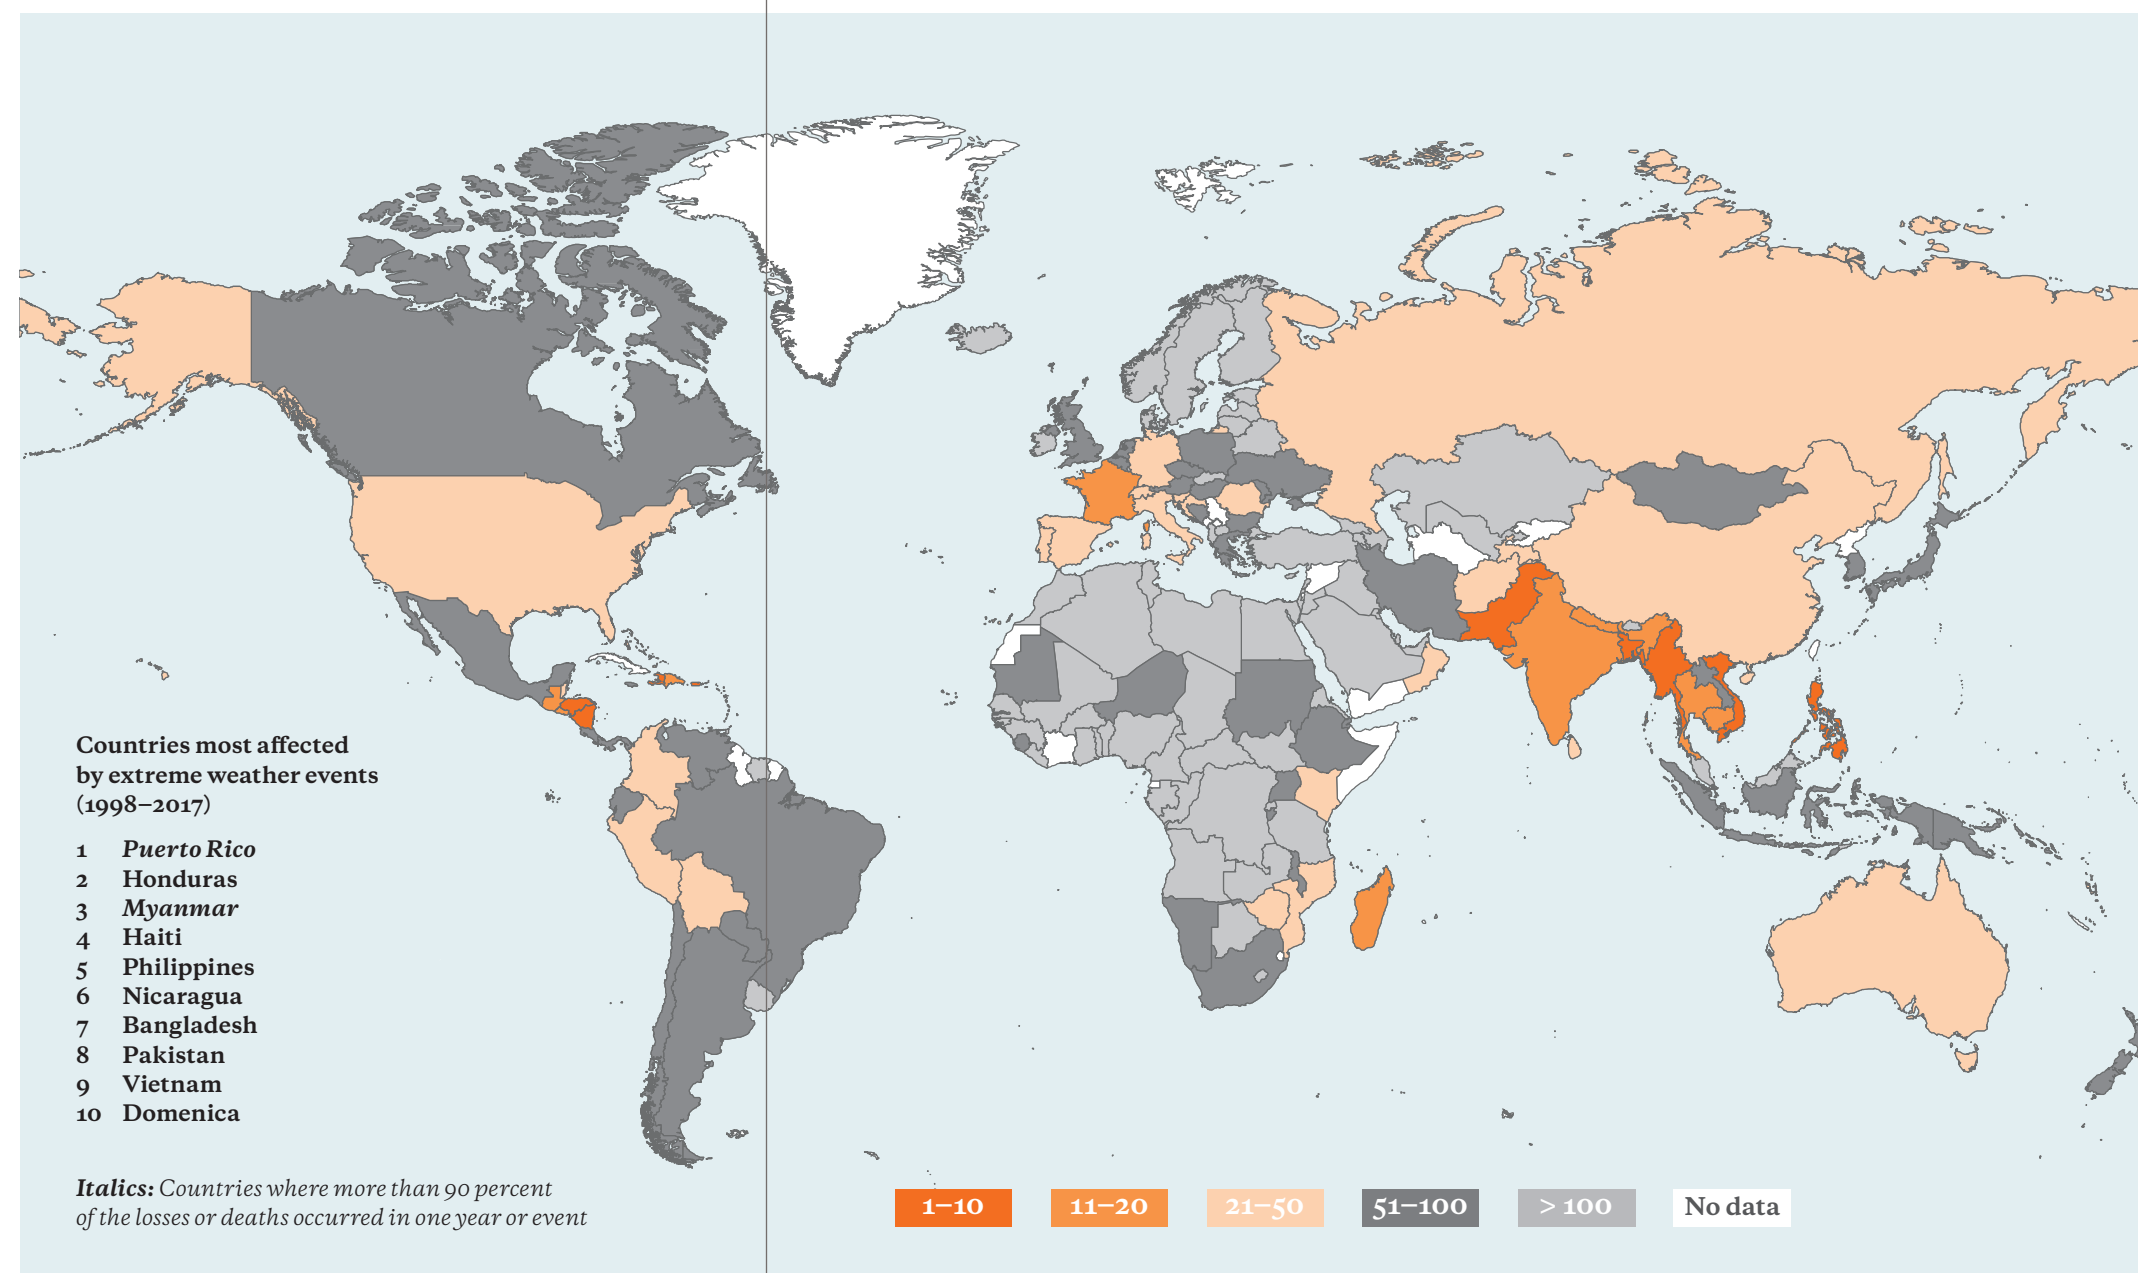 Countries most affected
by extreme weather events
(1998–2017)
1 Puerto Rico
2 Honduras
3 Myanmar
4 Haiti
5 Philippines
6 Nicaragua
7 Bangladesh
8 Pakistan
9 Vietnam
10 Domenica
Italics: Countries where more than 90 percent
of the losses or deaths occurred in one year or event
1–10
11–20
21–50
51–100
> 100
No data